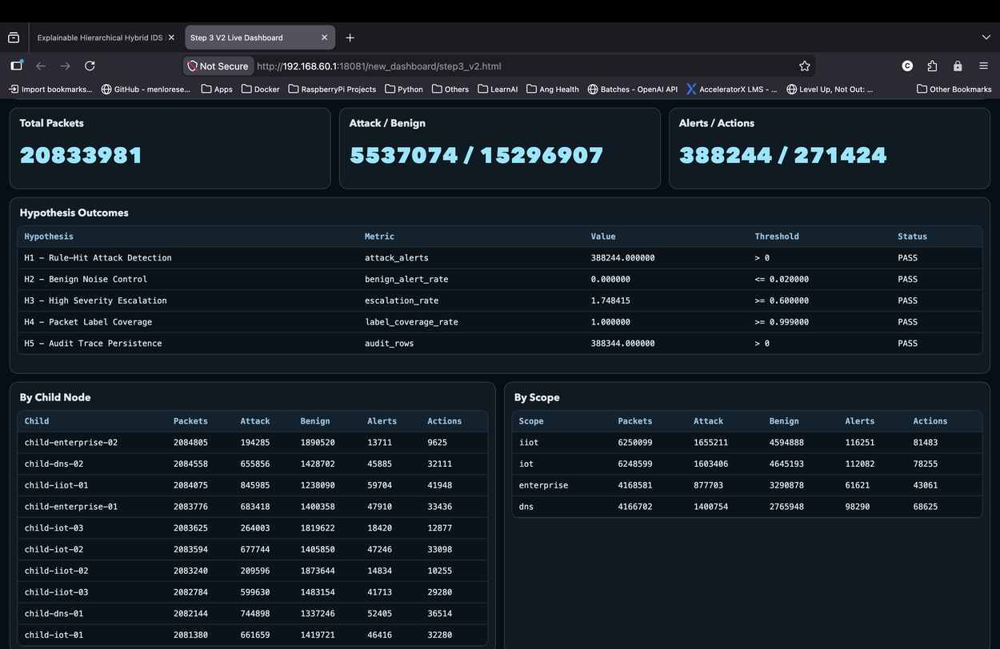 Explainable Hierarchical Hybrid IDS
Step 3 V2 Live Dashboard
Not Secure http://192.168.60.1:18081/new_dashboard/step3_v2.html
Import bookmarks... GitHub - menlorese... Apps Docker RaspberryPi Projects Python Others LearnAI Ang Health Batches - OpenAI API AcceleratorX LMS - ... Level Up, Not Out: ... Other Bookmarks
Total Packets
20833981
Attack / Benign
5537074 / 15296907
Alerts / Actions
388244 / 271424
Hypothesis Outcomes
Hypothesis Metric Value Threshold Status
H1 - Rule-Hit Attack Detection attack_alerts 388244.000000 > 0 PASS
H2 - Benign Noise Control benign_alert_rate 0.000000 <= 0.020000 PASS
H3 - High Severity Escalation escalation_rate 1.748415 >= 0.600000 PASS
H4 - Packet Label Coverage label_coverage_rate 1.000000 >= 0.999000 PASS
H5 - Audit Trace Persistence audit_rows 388344.000000 > 0 PASS
By Child Node
Child Packets Attack Benign Alerts Actions
child-enterprise-02 2084805 194285 1890520 13711 9625
child-dns-02 2084558 655856 1428702 45885 32111
child-iiot-01 2084075 845985 1238090 59704 41948
child-enterprise-01 2083776 683418 1400358 47910 33436
child-iot-03 2083625 264003 1819622 18420 12877
child-iot-02 2083594 677744 1405850 47246 33098
child-iiot-02 2083240 209596 1873644 14834 10255
child-iiot-03 2082784 599630 1483154 41713 29280
child-dns-01 2082144 744898 1337246 52405 36514
child-iot-01 2081380 661659 1419721 46416 32280
By Scope
Scope Packets Attack Benign Alerts Actions
iiot 6250099 1655211 4594888 116251 81483
iot 6248599 1603406 4645193 112082 78255
enterprise 4168581 877703 3290878 61621 43061
dns 4166702 1400754 2765948 98290 68625